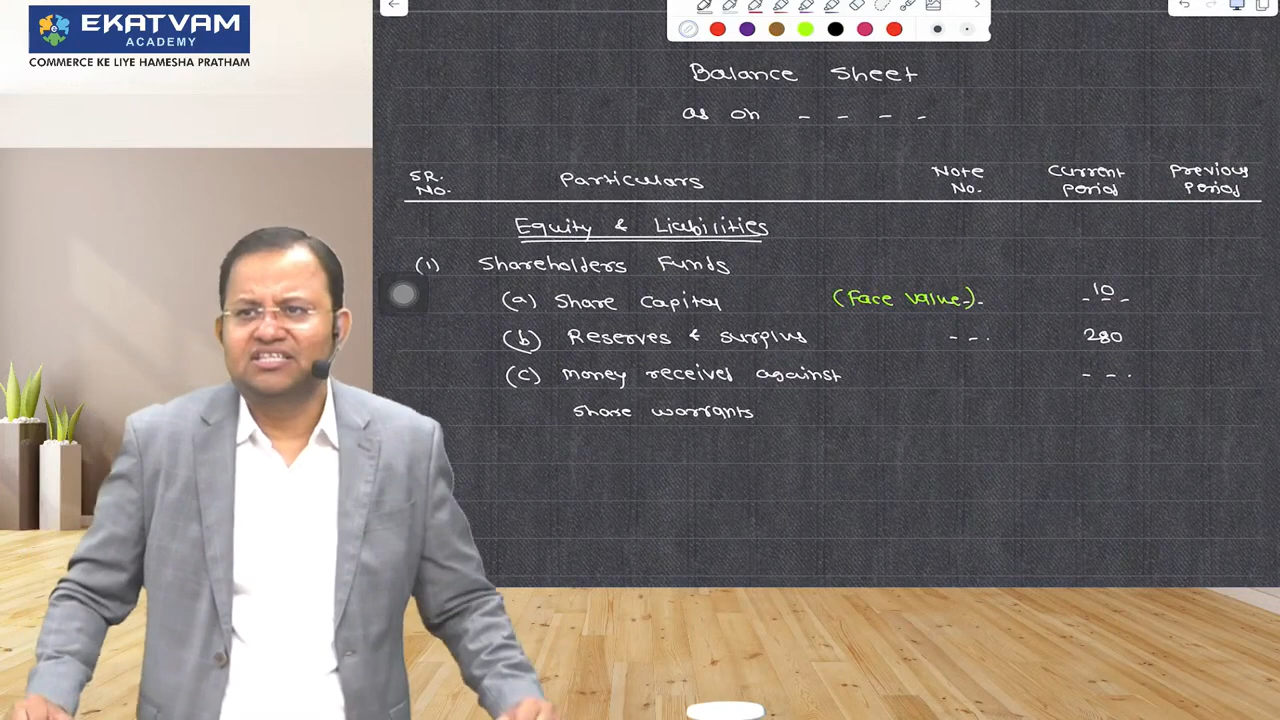 EKATVAM
ACADEMY
COMMERCE KE LIYE HAMESHA PRATHAM
Balance Sheet
as on - - - -
SR. No. Particulars Note No. Current period Previous period
Equity & Liabilities
(1) Shareholders Funds
(a) Share Capital (Face value) - - 10 - - -
(b) Reserves & surplus - - . 280
(c) money received against - - .
share warrants